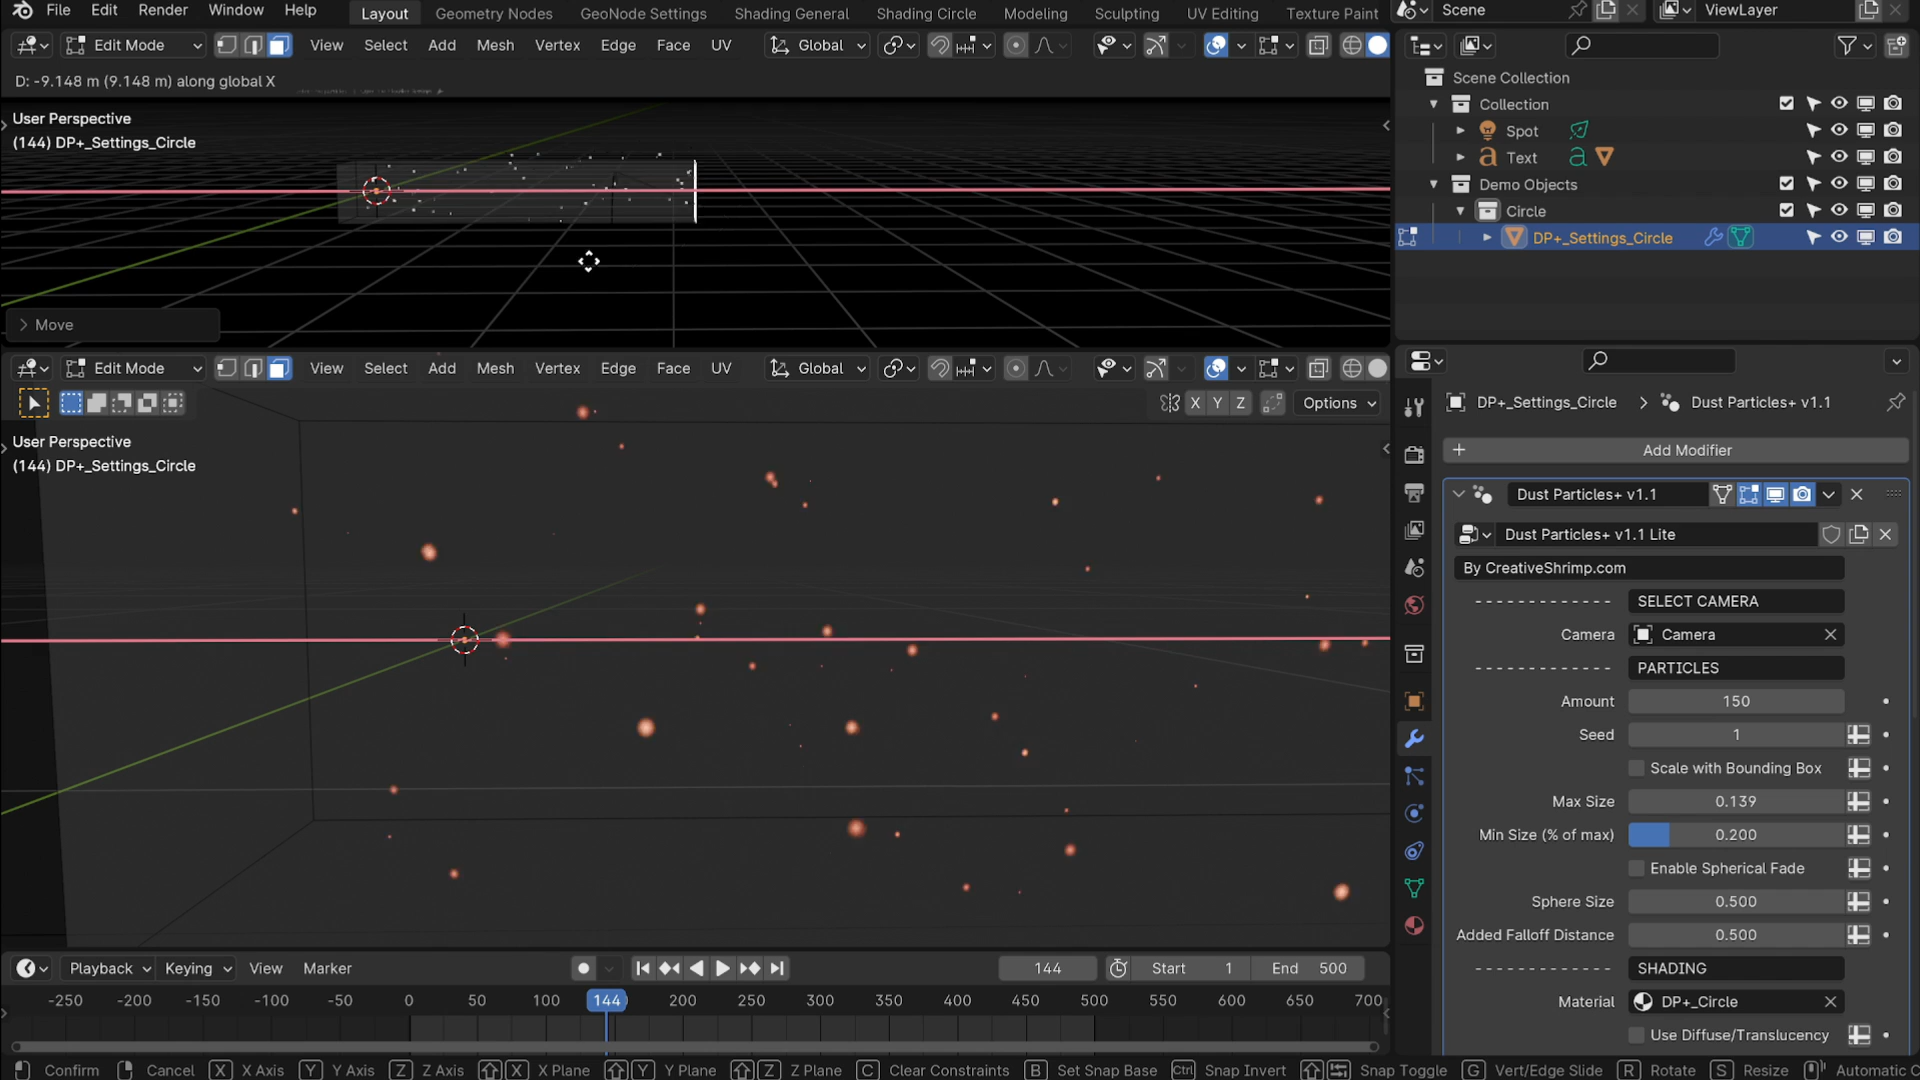 File Edit Render Window Help Layout Geometry Nodes GeoNode Settings Shading General Shading Circle Modeling Sculpting UV Editing Texture Paint Scene ViewLayer
Edit Mode View Select Add Mesh Vertex Edge Face UV Global
D: -9.148 m (9.148 m) along global X
User Perspective
(144) DP+_Settings_Circle
Move
Scene Collection
Collection
Spot
Text
Demo Objects
Circle
DP+_Settings_Circle
Edit Mode View Select Add Mesh Vertex Edge Face UV Global
X Y Z Options
User Perspective
(144) DP+_Settings_Circle
DP+_Settings_Circle > Dust Particles+ v1.1
+ Add Modifier
Dust Particles+ v1.1
Dust Particles+ v1.1 Lite
By CreativeShrimp.com
- - - - - - - - - - - - - SELECT CAMERA
Camera Camera
- - - - - - - - - - - - - PARTICLES
Amount 150
Seed 1
Scale with Bounding Box
Max Size 0.139
Min Size (% of max) 0.200
Enable Spherical Fade
Sphere Size 0.500
Added Falloff Distance 0.500
- - - - - - - - - - - - - SHADING
Material DP+_Circle
Use Diffuse/Translucency
Playback Keying View Marker 144 Start 1 End 500
-250 -200 -150 -100 -50 0 50 100 144 200 250 300 350 400 450 500 550 600 650 700
Confirm Cancel X X Axis Y Y Axis Z Z Axis X X Plane Y Y Plane Z Z Plane C Clear Constraints B Set Snap Base Ctrl Snap Invert Snap Toggle G Vert/Edge Slide R Rotate S Resize Automatic C